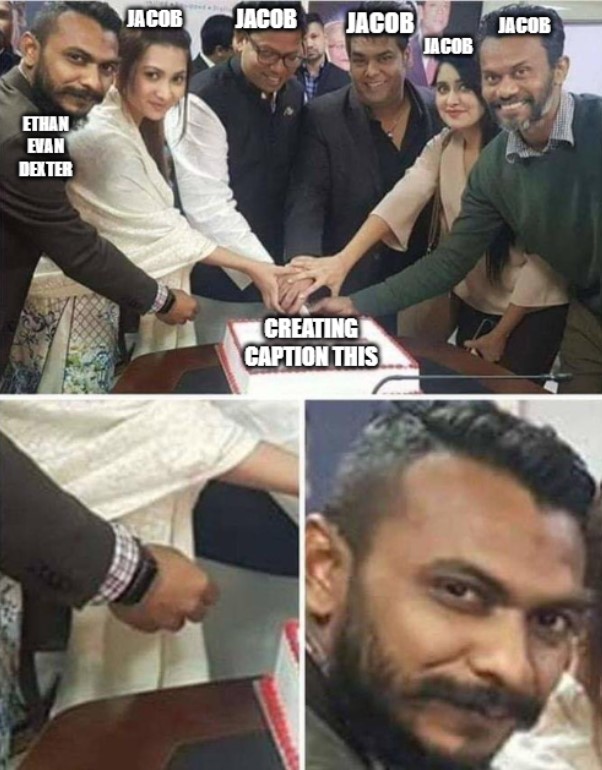 JACOB
JACOB
JACOB
JACOB
JACOB
ETHAN
EVAN
DEXTER
CREATING
CAPTION THIS